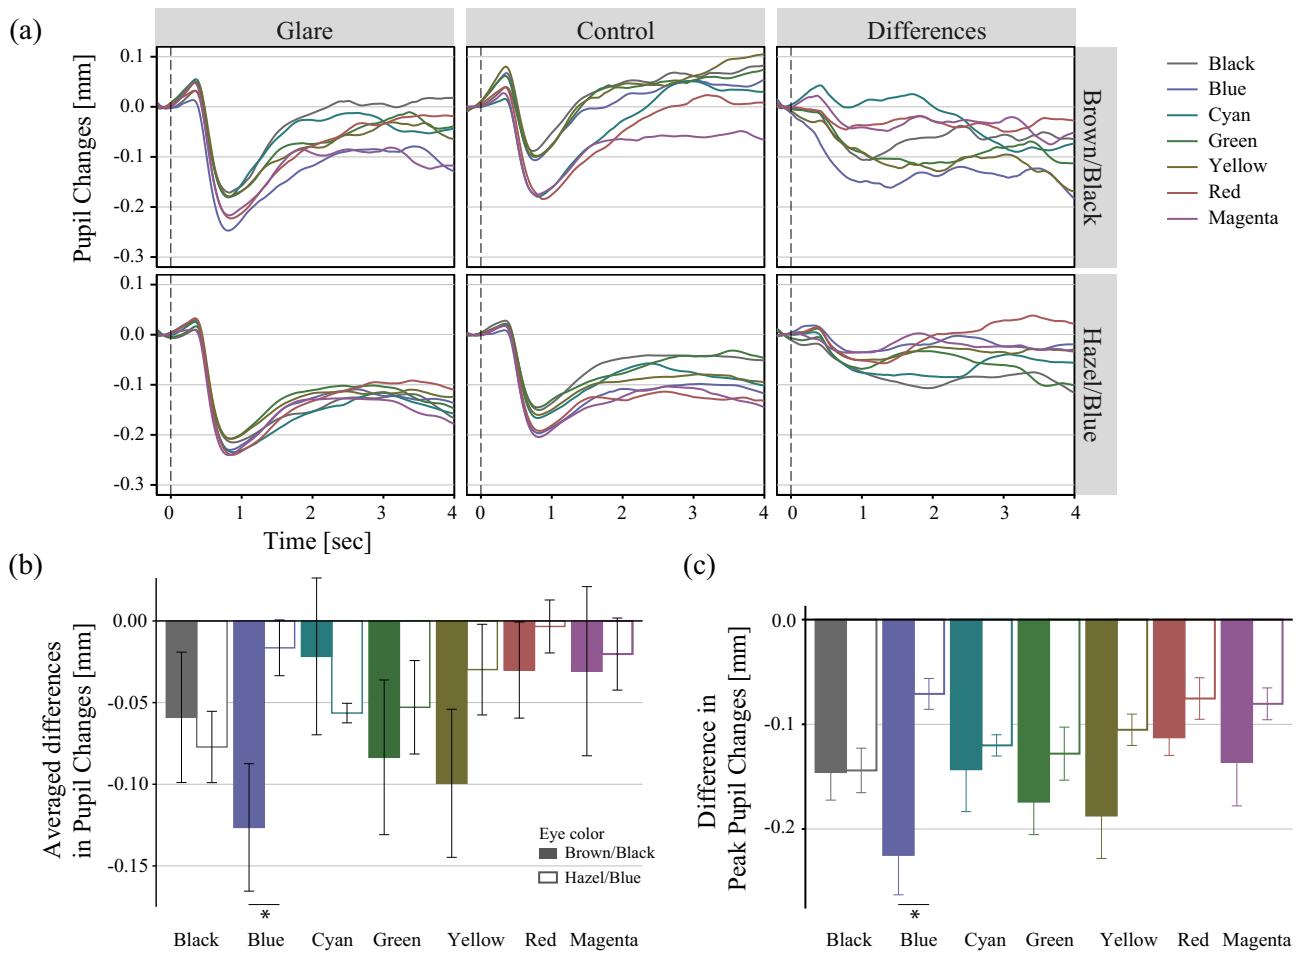 (a)
Glare
Control
Differences
Pupil Changes [mm]
0.1
0.0
-0.1
-0.2
-0.3
Brown/Black
Black
Blue
Cyan
Green
Yellow
Red
Magenta
0.1
0.0
-0.1
-0.2
-0.3
Hazel/Blue
0 1 2 3 4
0 1 2 3 4
0 1 2 3 4
Time [sec]
(b)
Averaged differences
in Pupil Changes [mm]
0.00
-0.05
-0.10
-0.15
Eye color
Brown/Black
Hazel/Blue
*
Black Blue Cyan Green Yellow Red Magenta
(c)
Difference in
Peak Pupil Changes [mm]
0.0
-0.1
-0.2
*
Black Blue Cyan Green Yellow Red Magenta